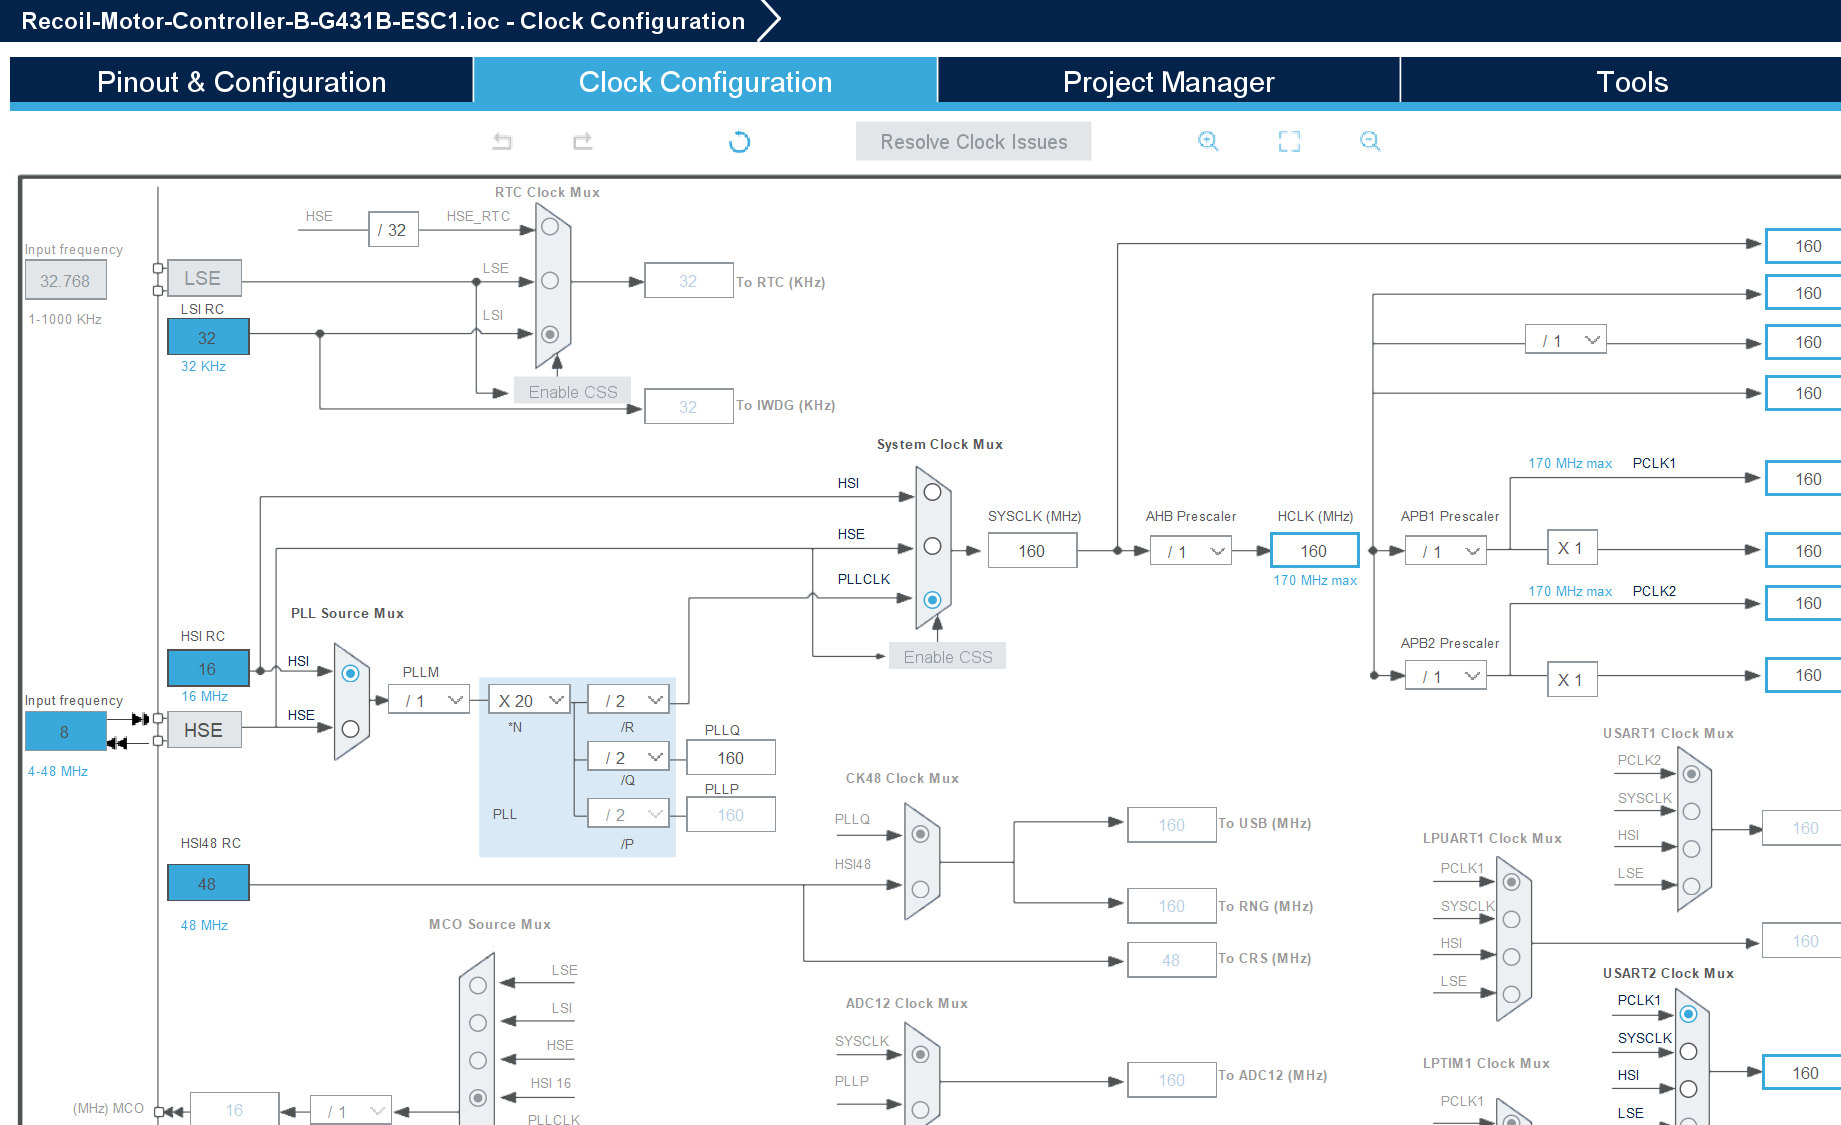 Recoil-Motor-Controller-B-G431B-ESC1.ioc - Clock Configuration
Pinout & Configuration
Clock Configuration
Project Manager
Tools
Resolve Clock Issues
RTC Clock Mux
HSE
/ 32
HSE_RTC
Input frequency
32.768
1-1000 KHz
LSE
LSE
32
To RTC (KHz)
LSI RC
32
32 KHz
LSI
Enable CSS
32
To IWDG (KHz)
160
160
/ 1
160
160
System Clock Mux
HSI
HSE
PLLCLK
Enable CSS
SYSCLK (MHz)
160
AHB Prescaler
/ 1
HCLK (MHz)
160
170 MHz max
APB1 Prescaler
/ 1
170 MHz max
PCLK1
160
X 1
160
170 MHz max
PCLK2
160
APB2 Prescaler
/ 1
X 1
160
PLL Source Mux
HSI RC
16
16 MHz
HSI
HSE
Input frequency
8
4-48 MHz
HSE
PLLM
/ 1
X 20
*N
/ 2
/R
/ 2
/Q
PLLQ
160
PLL
/ 2
/P
PLLP
160
HSI48 RC
48
48 MHz
CK48 Clock Mux
PLLQ
HSI48
160
To USB (MHz)
160
To RNG (MHz)
48
To CRS (MHz)
USART1 Clock Mux
PCLK2
SYSCLK
HSI
LSE
160
LPUART1 Clock Mux
PCLK1
SYSCLK
HSI
LSE
160
MCO Source Mux
LSE
LSI
HSE
HSI 16
PLLCLK
(MHz) MCO
16
/ 1
ADC12 Clock Mux
SYSCLK
PLLP
160
To ADC12 (MHz)
USART2 Clock Mux
PCLK1
SYSCLK
HSI
LSE
160
LPTIM1 Clock Mux
PCLK1